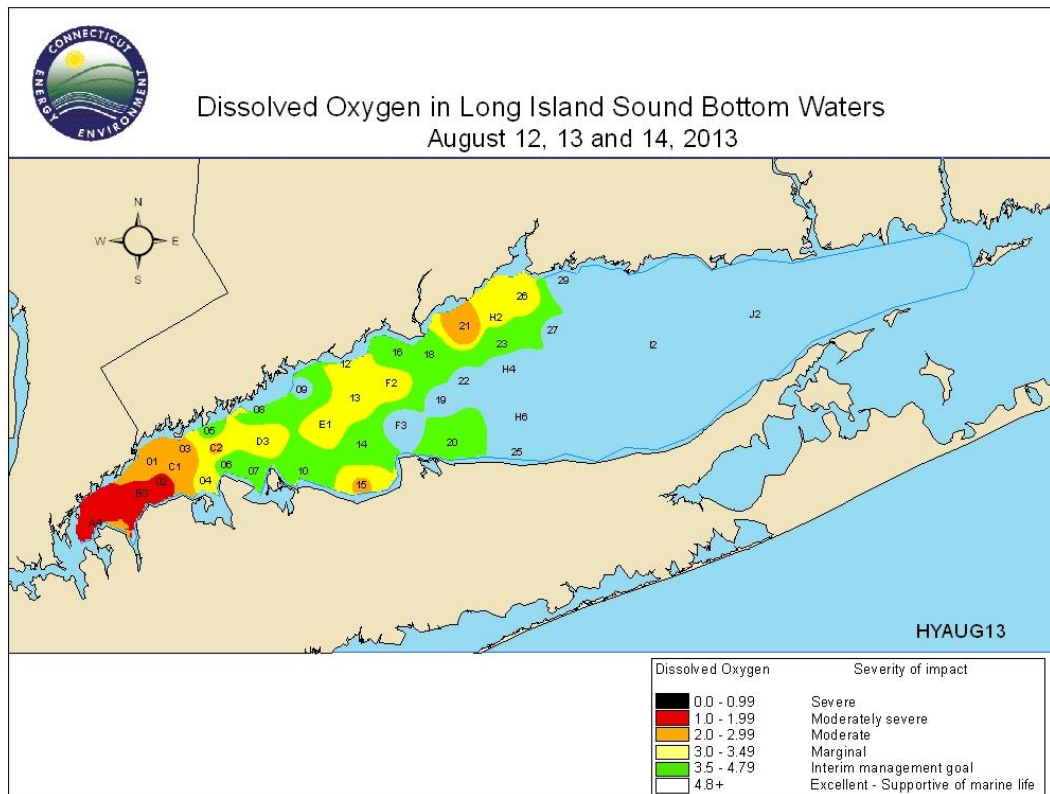 CONNECTICUT
ENERGY
ENVIRONMENT
Dissolved Oxygen in Long Island Sound Bottom Waters
August 12, 13 and 14, 2013
N
W E
S
29
26
H2
21
J2
27
I2
23
16
18
12
H4
22
F2
09
13
19
08
H6
E1
F3
05
D3
20
14
03
C2
25
01
C1
06
07
10
04
02
15
B3
A4
HYAUG13
Dissolved Oxygen Severity of impact
0.0 - 0.99 Severe
1.0 - 1.99 Moderately severe
2.0 - 2.99 Moderate
3.0 - 3.49 Marginal
3.5 - 4.79 Interim management goal
4.8+ Excellent - Supportive of marine life